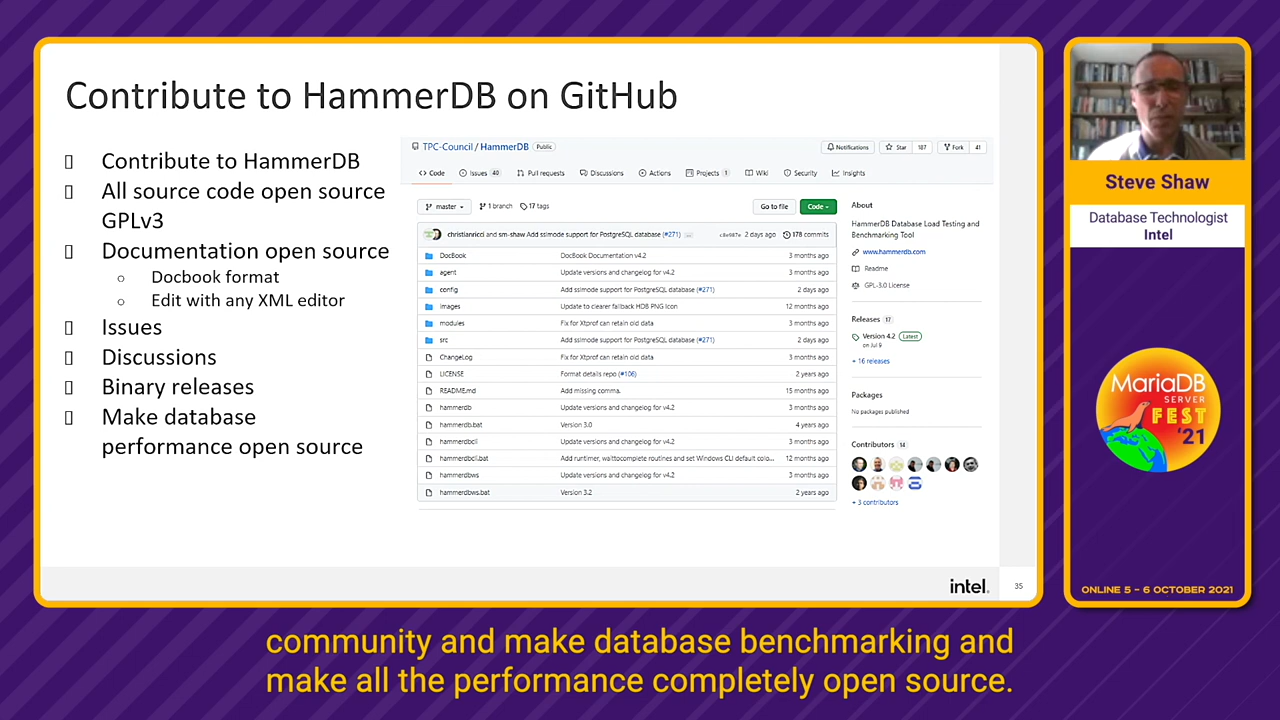 Contribute to HammerDB on GitHub
Contribute to HammerDB
All source code open source
GPLv3
Documentation open source
Docbook format
Edit with any XML editor
Issues
Discussions
Binary releases
Make database
performance open source
TPC-Council / HammerDB Public
Notifications Star 187 Fork 41
Code Issues 40 Pull requests Discussions Actions Projects 1 Wiki Security Insights
master 1 branch 17 tags Go to file Code
christianricci and sm-shaw Add sslmode support for PostgreSQL database (#271) ... 2 days ago 178 commits
DocBook DocBook Documentation v4.2 3 months ago
agent Update versions and changelog for v4.2 3 months ago
config Add sslmode support for PostgreSQL database (#271) 2 days ago
images Update to clearer fallback HDB PNG Icon 12 months ago
modules Fix for Xtprof can retain old data 3 months ago
src Add sslmode support for PostgreSQL database (#271) 2 days ago
ChangeLog Fix for Xtprof can retain old data 3 months ago
LICENSE Format details repo (#106) 2 years ago
README.md Add missing comma. 15 months ago
hammerdb Update versions and changelog for v4.2 3 months ago
hammerdb.bat Version 3.0 4 years ago
hammerdbcli Update versions and changelog for v4.2 3 months ago
hammerdbcli.bat Add runtimer, waittocomplete routines and set Windows CLI default colo... 12 months ago
hammerdbws Update versions and changelog for v4.2 3 months ago
hammerdbws.bat Version 3.2 2 years ago
About
HammerDB Database Load Testing and
Benchmarking Tool
www.hammerdb.com
Readme
GPL-3.0 License
Releases 17
Version 4.2 Latest
on Jul 9
+ 16 releases
Packages
No packages published
Contributors 14
+ 3 contributors
intel.
35
Steve Shaw
Database Technologist
Intel
MariaDB
SERVER
FEST
'21
ONLINE 5 - 6 OCTOBER 2021
community and make database benchmarking and
make all the performance completely open source.